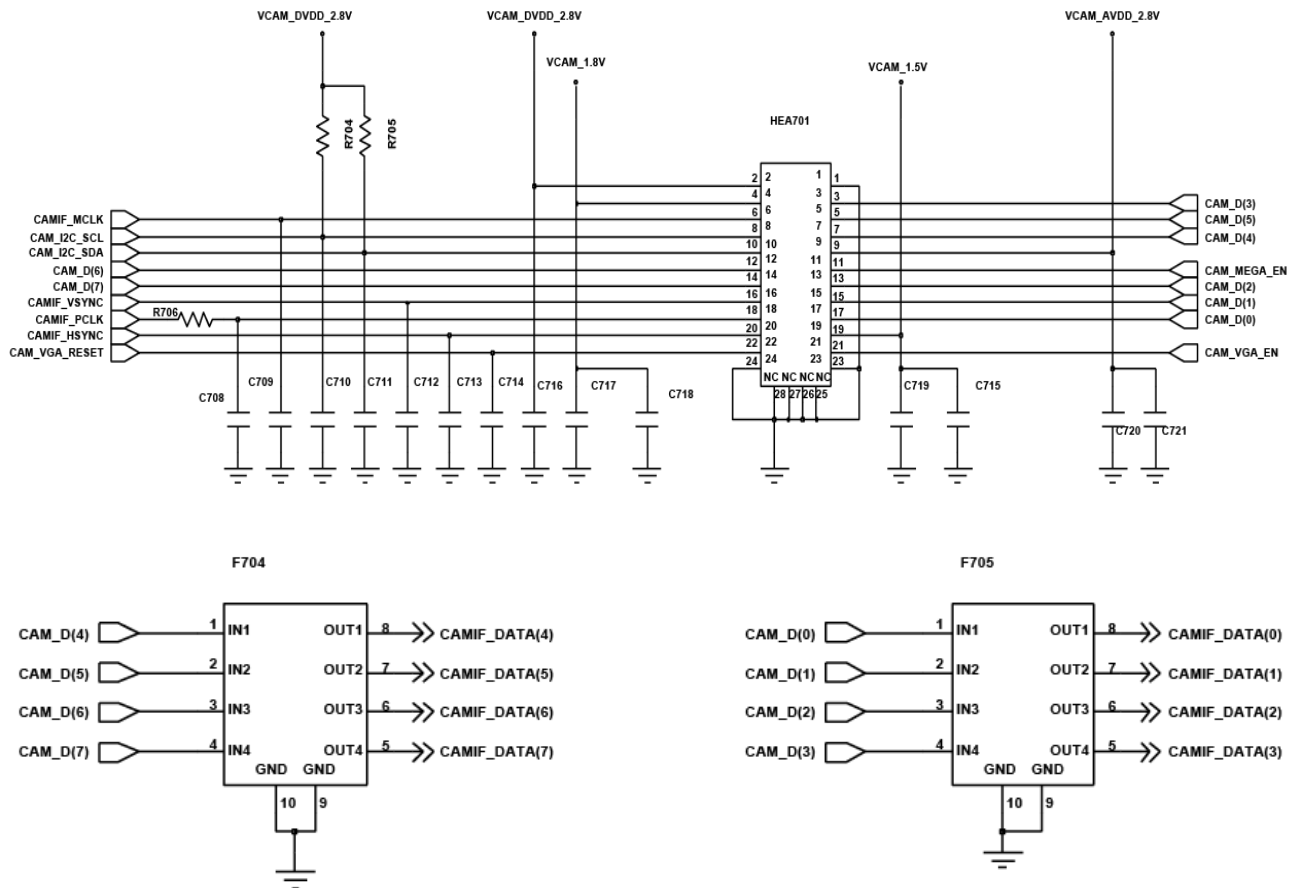 VCAM_DVDD_2.8V
VCAM_DVDD_2.8V
VCAM_AVDD_2.8V
VCAM_1.8V
VCAM_1.5V
HEA701
R704
R705
2 2 1 1
4 4 3 3
6 6 5 5
8 8 7 7
10 10 9 9
12 12 11 11
14 14 13 13
16 16 15 15
18 18 17 17
20 20 19 19
22 22 21 21
24 24 23 23
NC NC NC NC
28 27 26 25
CAMIF_MCLK
CAM_I2C_SCL
CAM_I2C_SDA
CAM_D(6)
CAM_D(7)
CAMIF_VSYNC
CAMIF_PCLK
R706
CAMIF_HSYNC
CAM_VGA_RESET
CAM_D(3)
CAM_D(5)
CAM_D(4)
CAM_MEGA_EN
CAM_D(2)
CAM_D(1)
CAM_D(0)
CAM_VGA_EN
C708 C709 C710 C711 C712 C713 C714 C716 C717 C718 C719 C715 C720 C721
F704
CAM_D(4) 1 IN1 OUT1 8 CAMIF_DATA(4)
CAM_D(5) 2 IN2 OUT2 7 CAMIF_DATA(5)
CAM_D(6) 3 IN3 OUT3 6 CAMIF_DATA(6)
CAM_D(7) 4 IN4 OUT4 5 CAMIF_DATA(7)
GND GND
10 9
F705
CAM_D(0) 1 IN1 OUT1 8 CAMIF_DATA(0)
CAM_D(1) 2 IN2 OUT2 7 CAMIF_DATA(1)
CAM_D(2) 3 IN3 OUT3 6 CAMIF_DATA(2)
CAM_D(3) 4 IN4 OUT4 5 CAMIF_DATA(3)
GND GND
10 9